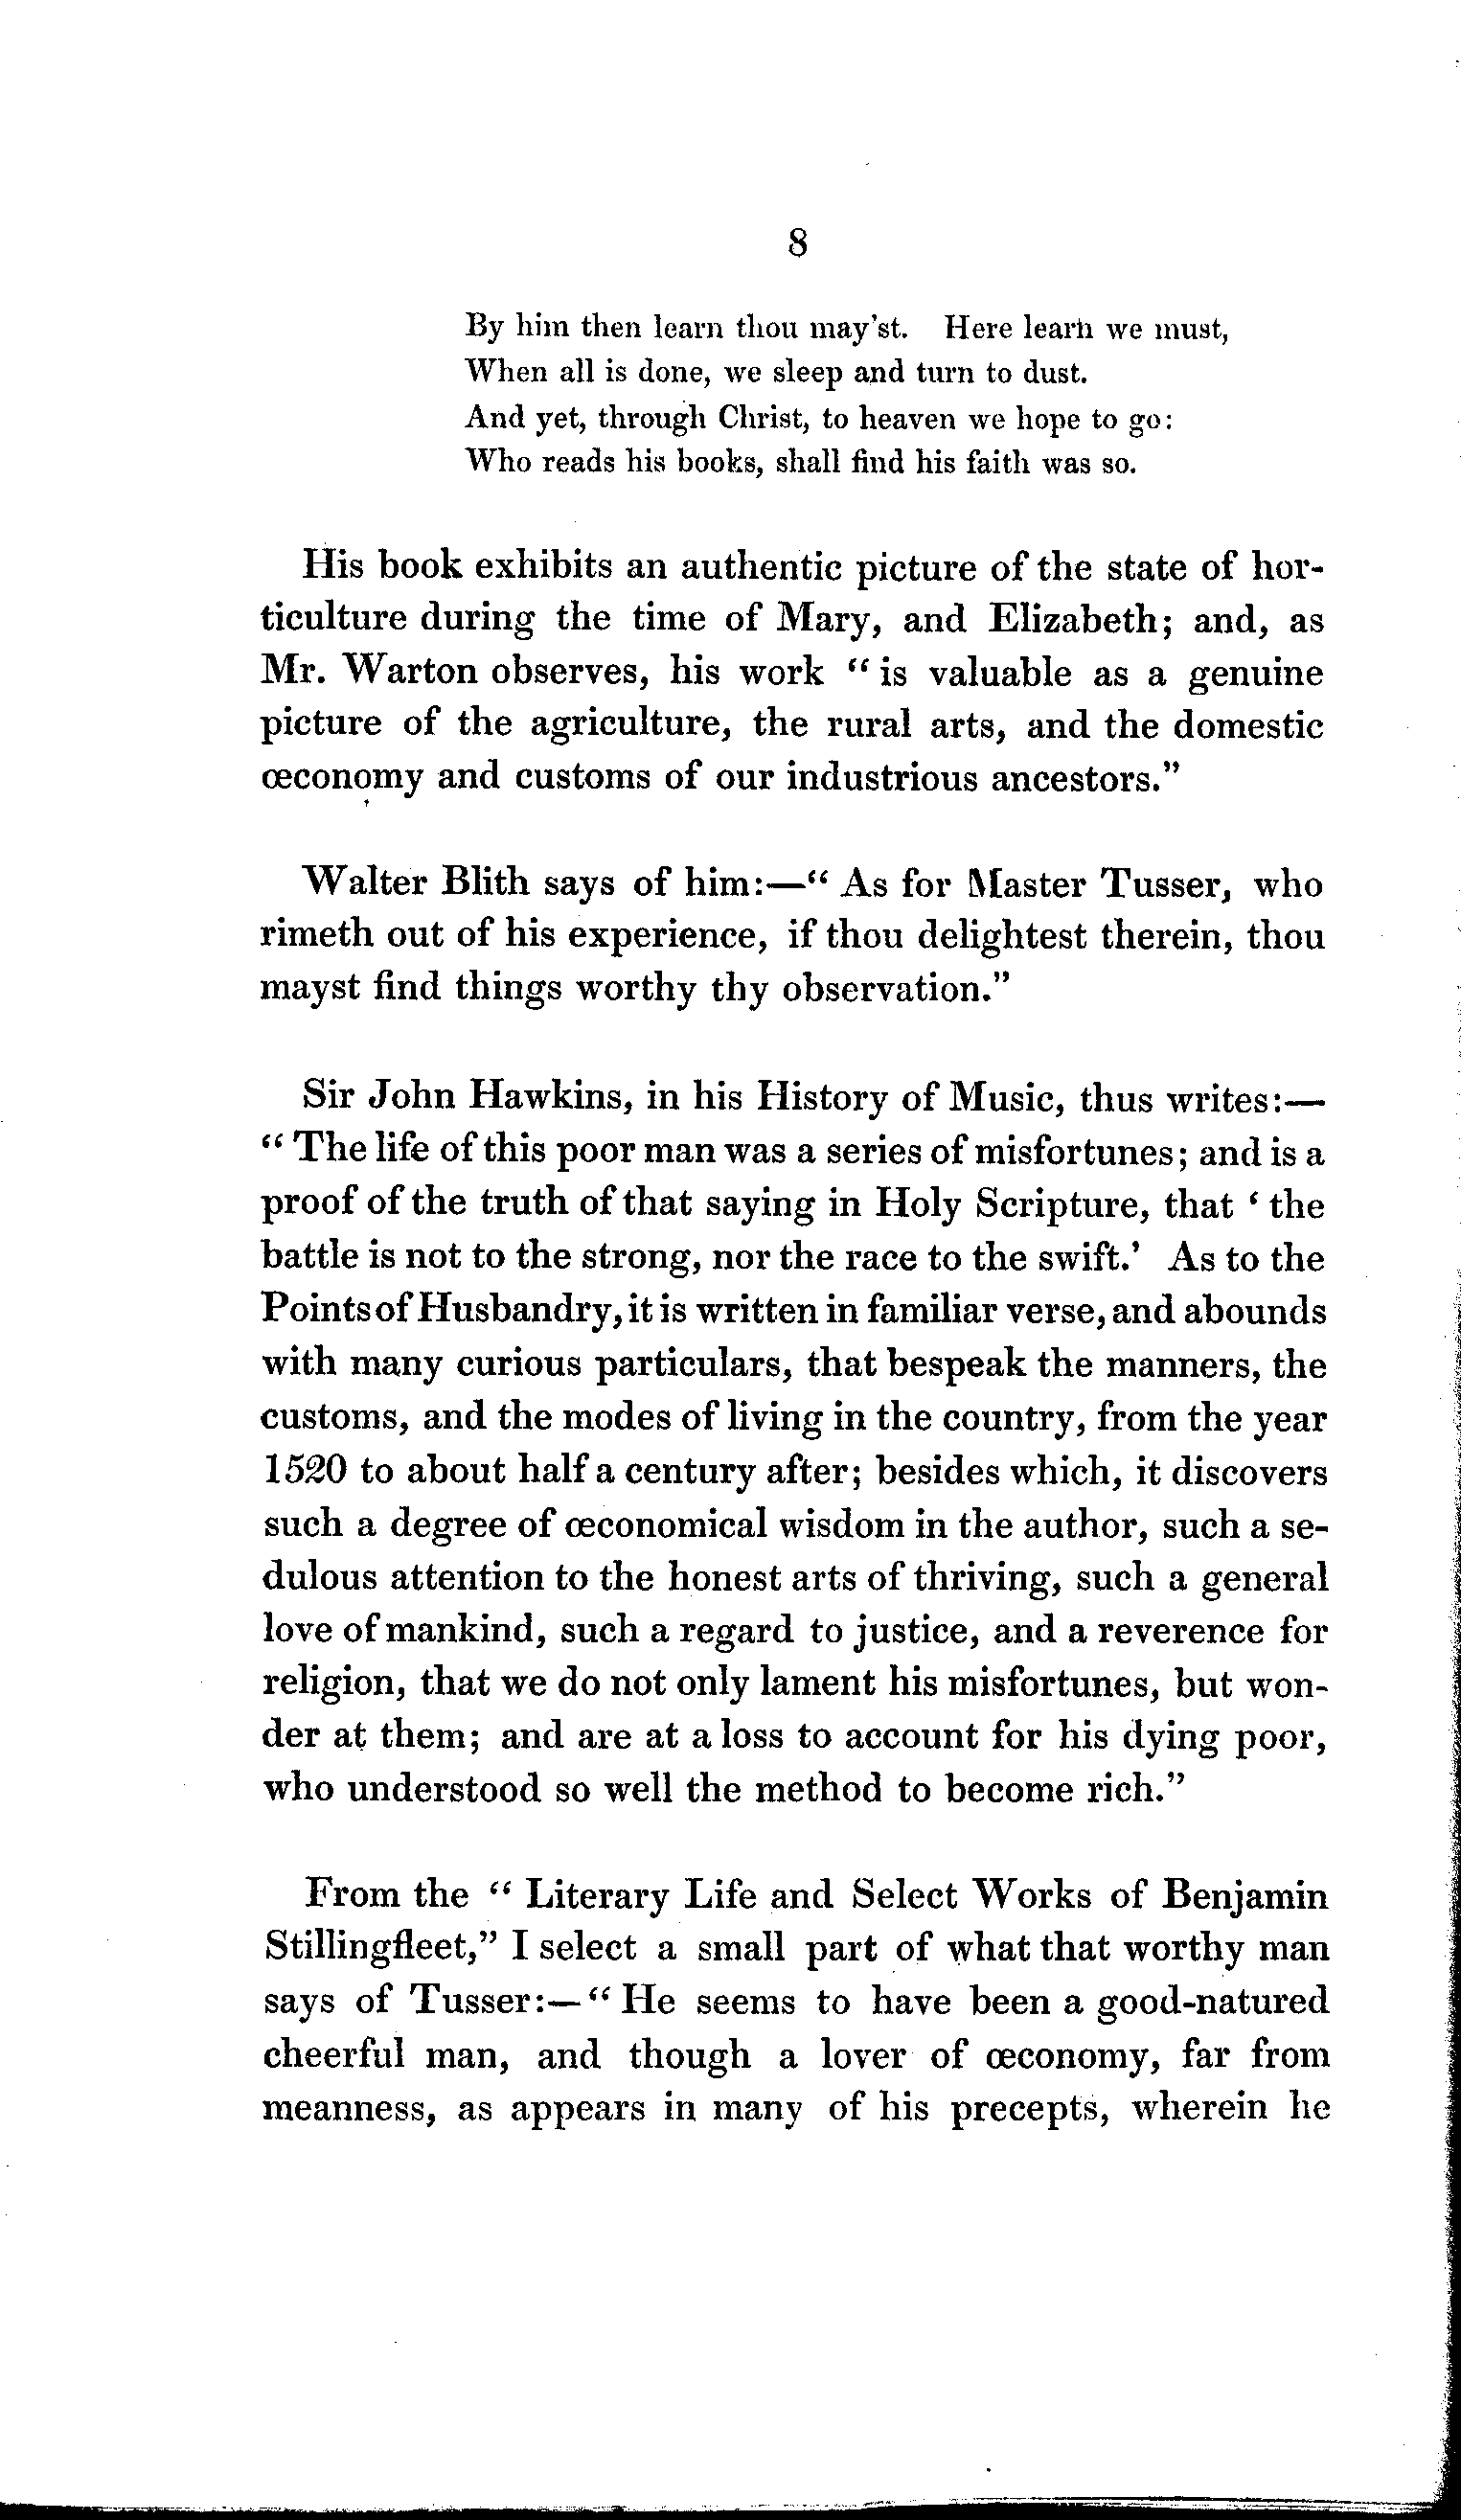 8
By him then learn thou may'st. Here learn we must,
When all is done, we sleep and turn to dust.
And yet, through Christ, to heaven we hope to go:
Who reads his books, shall find his faith was so.
His book exhibits an authentic picture of the state of hor-
ticulture during the time of Mary, and Elizabeth; and, as
Mr. Warton observes, his work “is valuable as a genuine
picture of the agriculture, the rural arts, and the domestic
œconomy and customs of our industrious ancestors.”
Walter Blith says of him:—“ As for Master Tusser, who
rimeth out of his experience, if thou delightest therein, thou
mayst find things worthy thy observation.”
Sir John Hawkins, in his History of Music, thus writes:—
“ The life of this poor man was a series of misfortunes; and is a
proof of the truth of that saying in Holy Scripture, that ‘ the
battle is not to the strong, nor the race to the swift.’ As to the
Points of Husbandry, it is written in familiar verse, and abounds
with many curious particulars, that bespeak the manners, the
customs, and the modes of living in the country, from the year
1520 to about half a century after; besides which, it discovers
such a degree of œconomical wisdom in the author, such a se-
dulous attention to the honest arts of thriving, such a general
love of mankind, such a regard to justice, and a reverence for
religion, that we do not only lament his misfortunes, but won-
der at them; and are at a loss to account for his dying poor,
who understood so well the method to become rich.”
From the “ Literary Life and Select Works of Benjamin
Stillingfleet,” I select a small part of what that worthy man
says of Tusser:—“ He seems to have been a good-natured
cheerful man, and though a lover of œconomy, far from
meanness, as appears in many of his precepts, wherein he